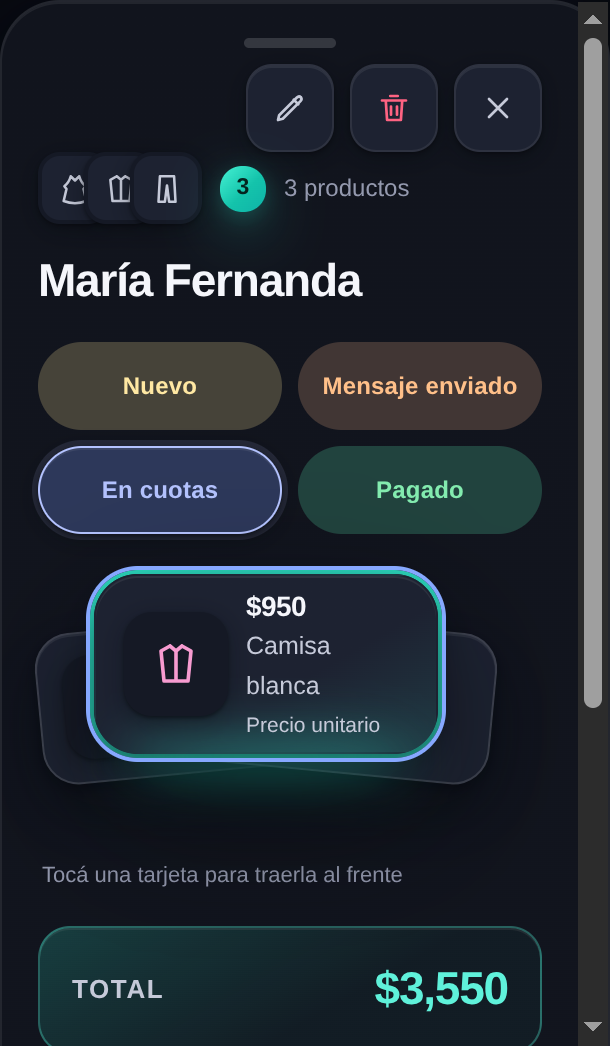 3
3 productos
María Fernanda
Nuevo
Mensaje enviado
En cuotas
Pagado
$950
Camisa
blanca
Precio unitario
Tocá una tarjeta para traerla al frente
TOTAL
$3,550